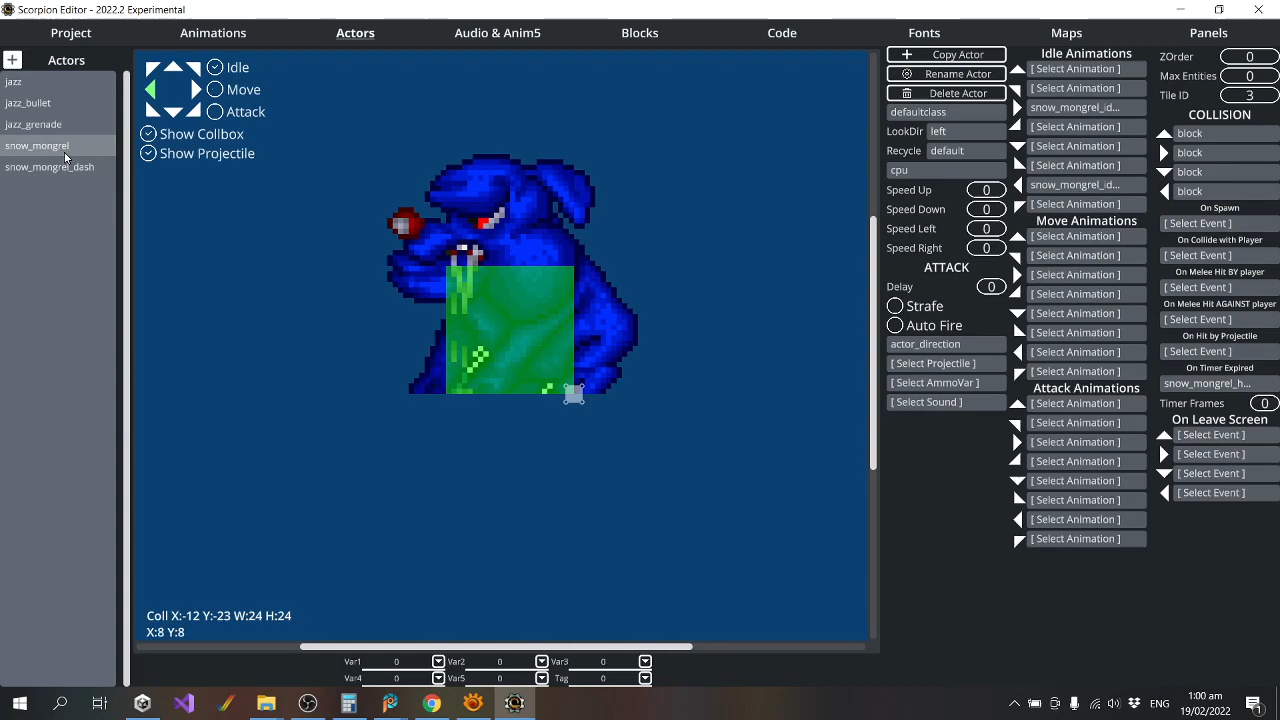 Scorpion Editor - 2022.2 Experimental
Project
Animations
Actors
Audio & Anim5
Blocks
Code
Fonts
Maps
Panels
Actors
jazz
jazz_bullet
jazz_grenade
snow_mongrel
snow_mongrel_dash
Idle
Move
Attack
Show Collbox
Show Projectile
Coll X:-12 Y:-23 W:24 H:24
X:8 Y:8
Var1 0
Var2 0
Var3 0
Var4 0
Var5 0
Tag 0
Copy Actor
Rename Actor
Delete Actor
defaultclass
LookDir left
Recycle default
cpu
Speed Up 0
Speed Down 0
Speed Left 0
Speed Right 0
ATTACK
Delay 0
Strafe
Auto Fire
actor_direction
[ Select Projectile ]
[ Select AmmoVar ]
[ Select Sound ]
Idle Animations
[ Select Animation ]
[ Select Animation ]
snow_mongrel_id...
[ Select Animation ]
[ Select Animation ]
[ Select Animation ]
snow_mongrel_id...
[ Select Animation ]
Move Animations
[ Select Animation ]
[ Select Animation ]
[ Select Animation ]
[ Select Animation ]
[ Select Animation ]
[ Select Animation ]
[ Select Animation ]
[ Select Animation ]
Attack Animations
[ Select Animation ]
[ Select Animation ]
[ Select Animation ]
[ Select Animation ]
[ Select Animation ]
[ Select Animation ]
[ Select Animation ]
[ Select Animation ]
ZOrder 0
Max Entities 0
Tile ID 3
COLLISION
block
block
block
block
On Spawn
[ Select Event ]
On Collide with Player
[ Select Event ]
On Melee Hit BY player
[ Select Event ]
On Melee Hit AGAINST player
[ Select Event ]
On Hit by Projectile
[ Select Event ]
On Timer Expired
snow_mongrel_h...
Timer Frames 0
On Leave Screen
[ Select Event ]
[ Select Event ]
[ Select Event ]
[ Select Event ]
1:00 am
19/02/2022